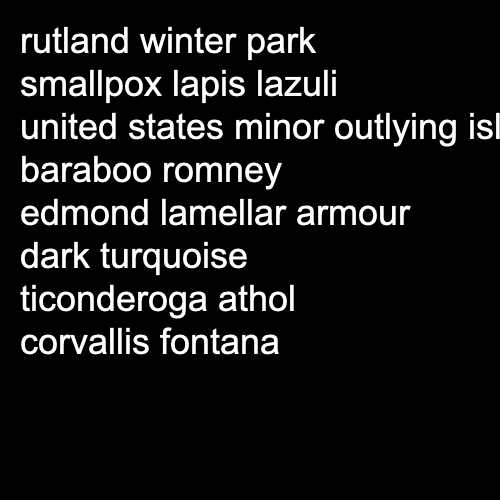 rutland winter park
smallpox lapis lazuli
united states minor outlying
baraboo romney
edmond lamellar armour
dark turquoise
ticonderoga athol
corvallis fontana